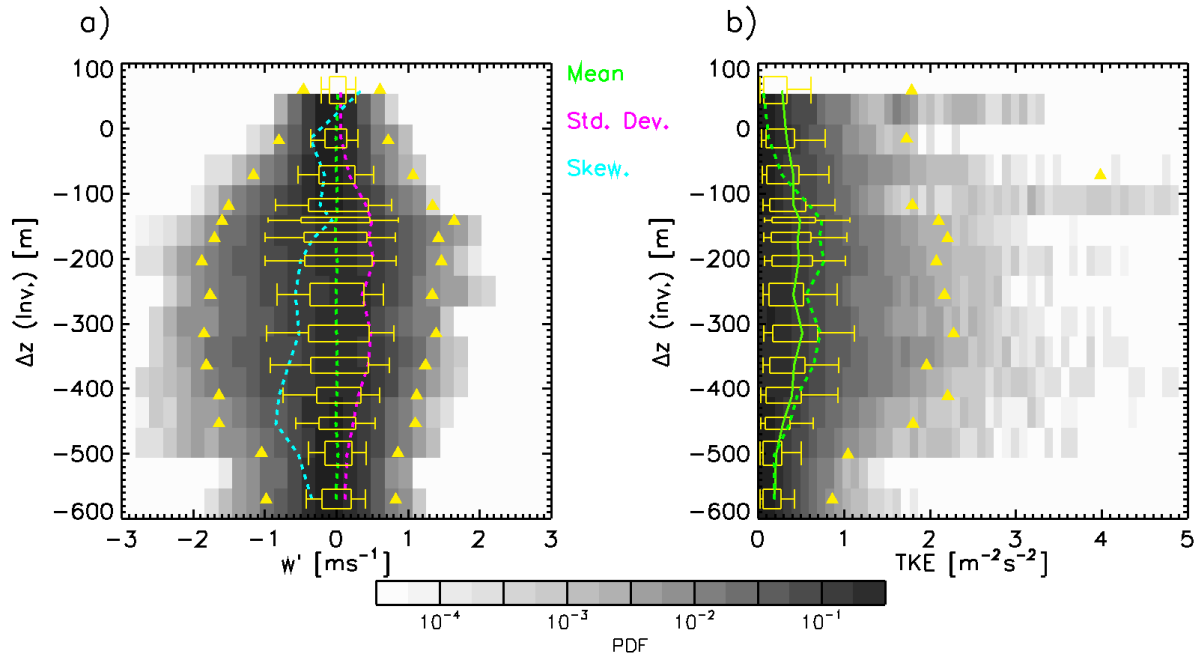 a)
b)
Mean
Std. Dev.
Skew.
Δz (Inv.) [m]
100
0
-100
-200
-300
-400
-500
-600
-3 -2 -1 0 1 2 3
w' [ms⁻¹]
Δz (inv.) [m]
100
0
-100
-200
-300
-400
-500
-600
0 1 2 3 4 5
TKE [m⁻²s⁻²]
10⁻⁴ 10⁻³ 10⁻² 10⁻¹
PDF